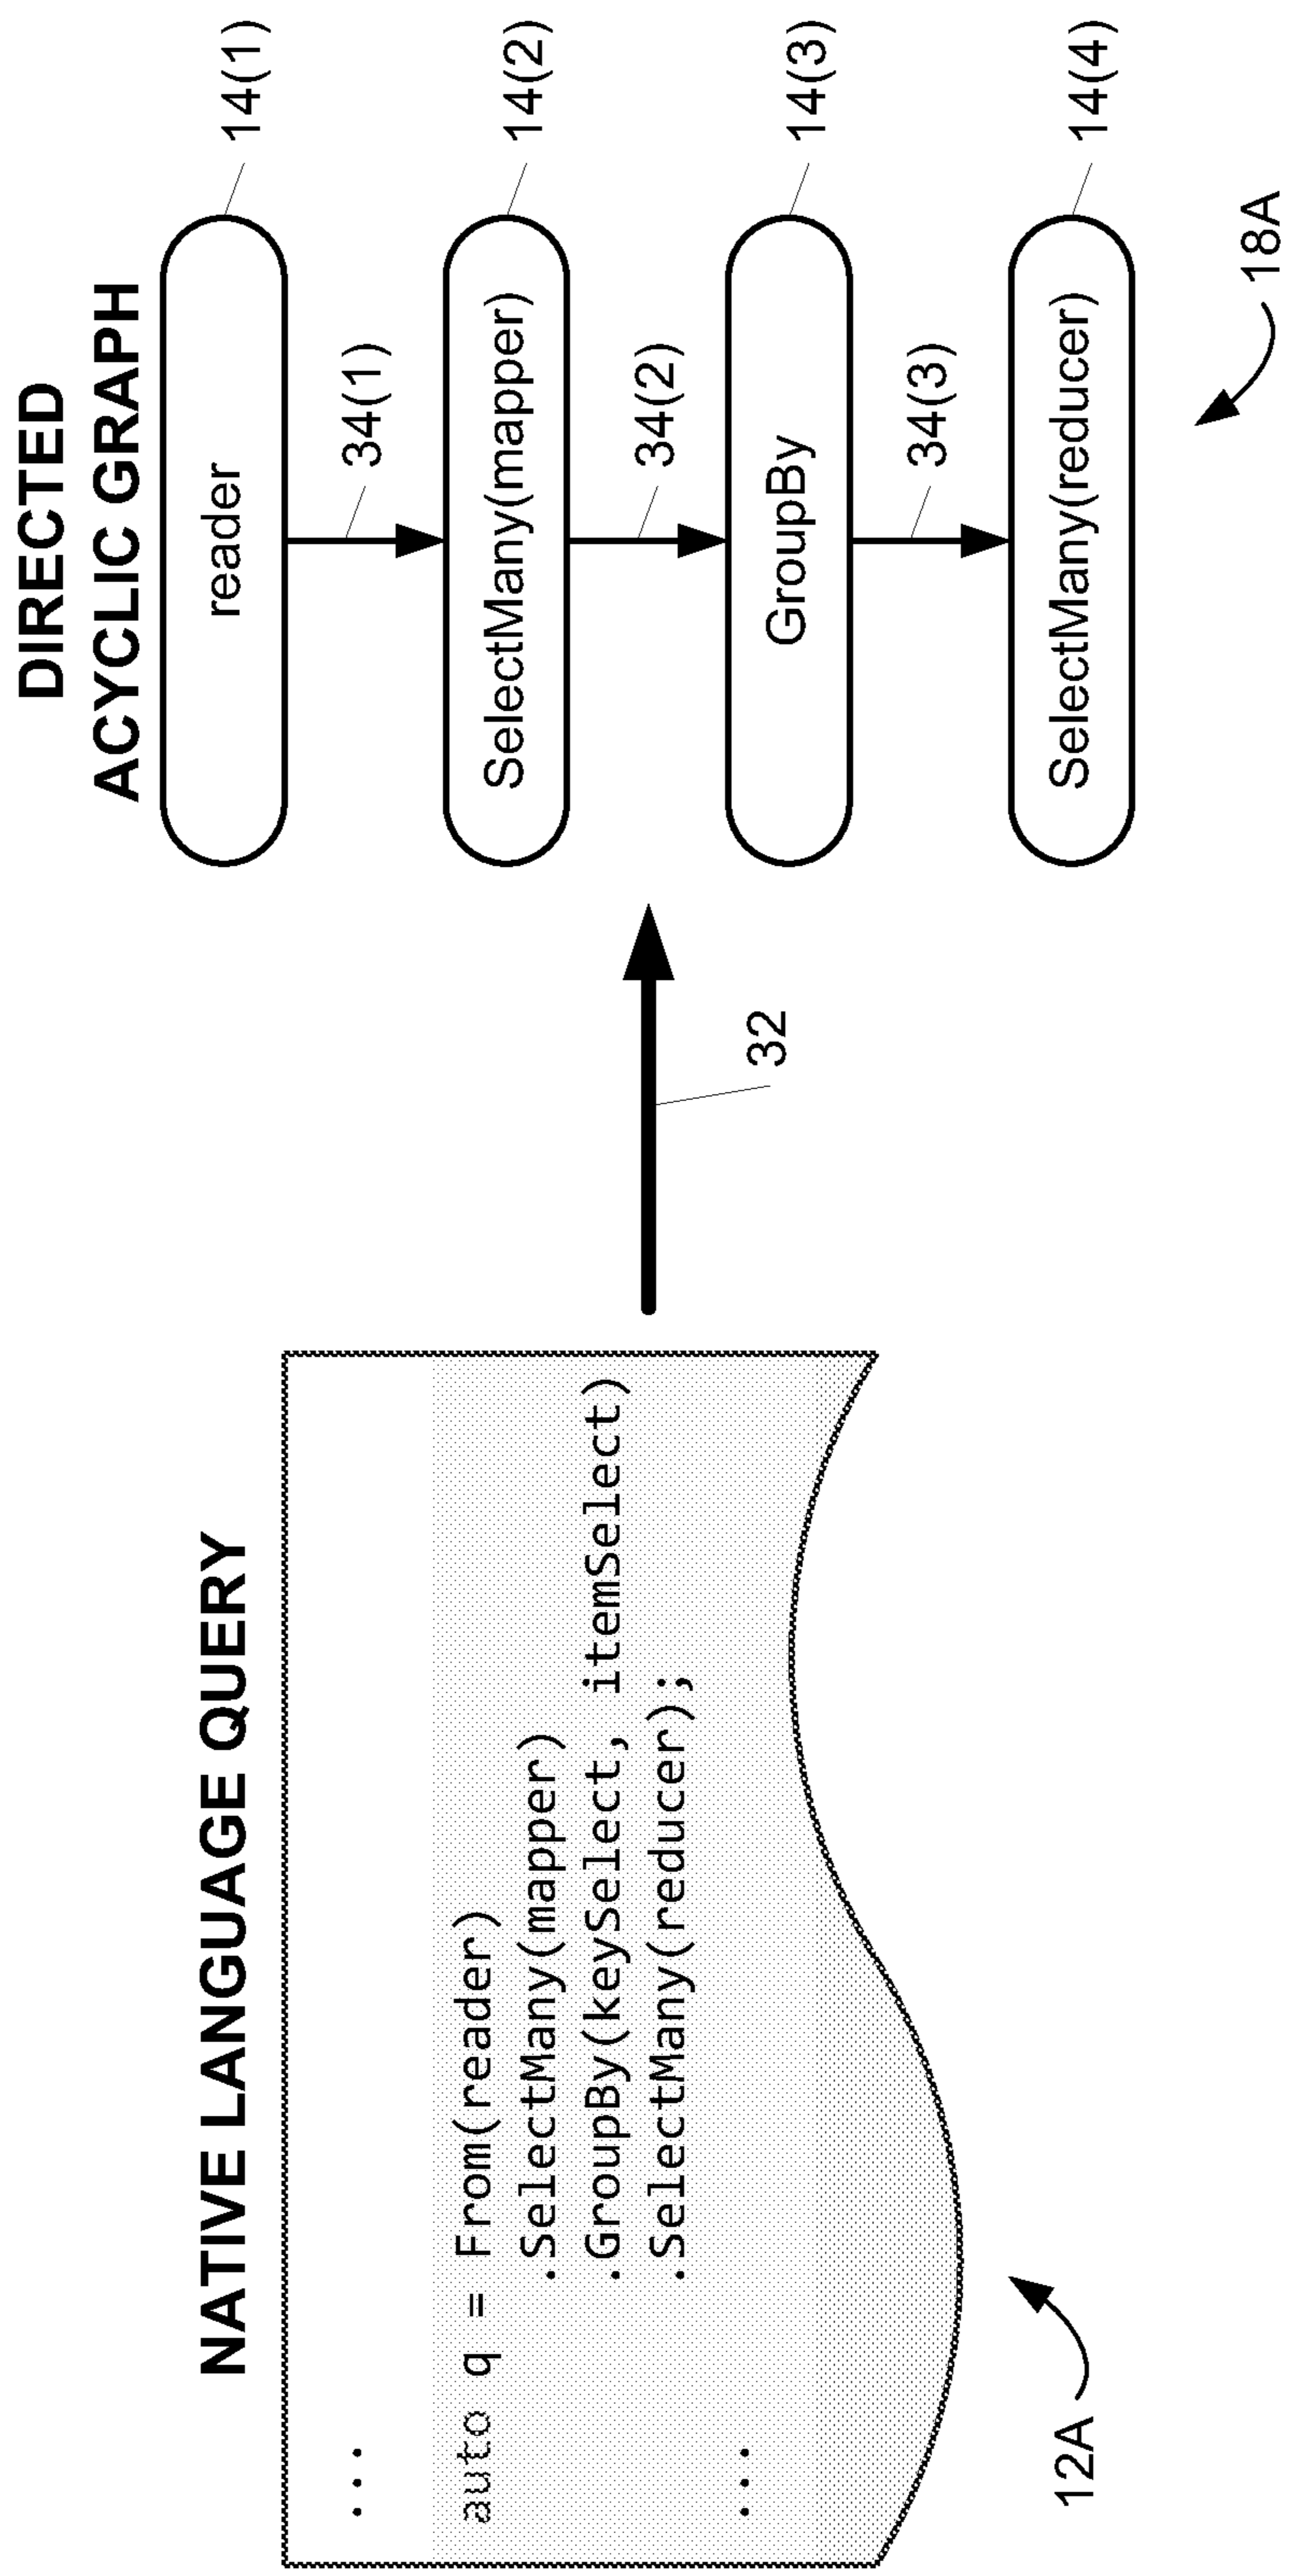 NATIVE LANGUAGE QUERY
...
auto q = From(reader)
.SelectMany(mapper)
.GroupBy(keySelect, itemSelect)
.SelectMany(reducer);
...
12A
32
DIRECTED
ACYCLIC GRAPH
reader
14(1)
34(1)
SelectMany(mapper)
14(2)
34(2)
GroupBy
14(3)
34(3)
SelectMany(reducer)
14(4)
18A